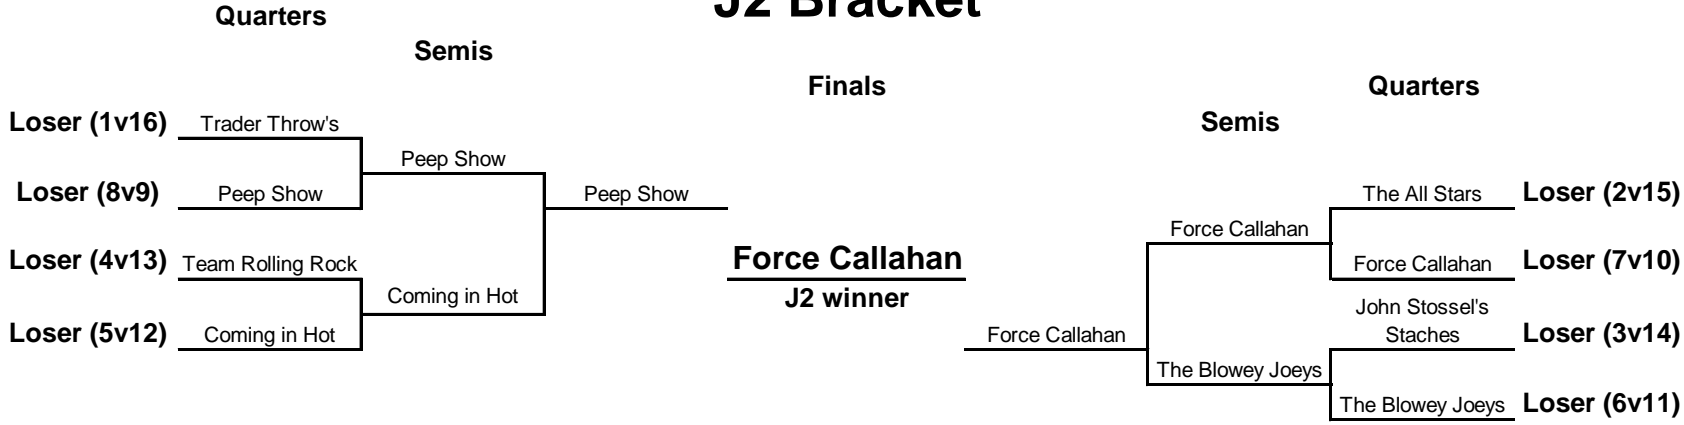 J2 Bracket
Quarters
Semis
Finals
Quarters
Semis
Loser (1v16) Trader Throw's
Peep Show
Loser (8v9) Peep Show
Peep Show
The All Stars Loser (2v15)
Force Callahan
Loser (4v13) Team Rolling Rock
Force Callahan
Force Callahan Loser (7v10)
Coming in Hot
J2 winner
John Stossel's
Staches Loser (3v14)
Loser (5v12) Coming in Hot
Force Callahan
The Blowey Joeys
The Blowey Joeys Loser (6v11)